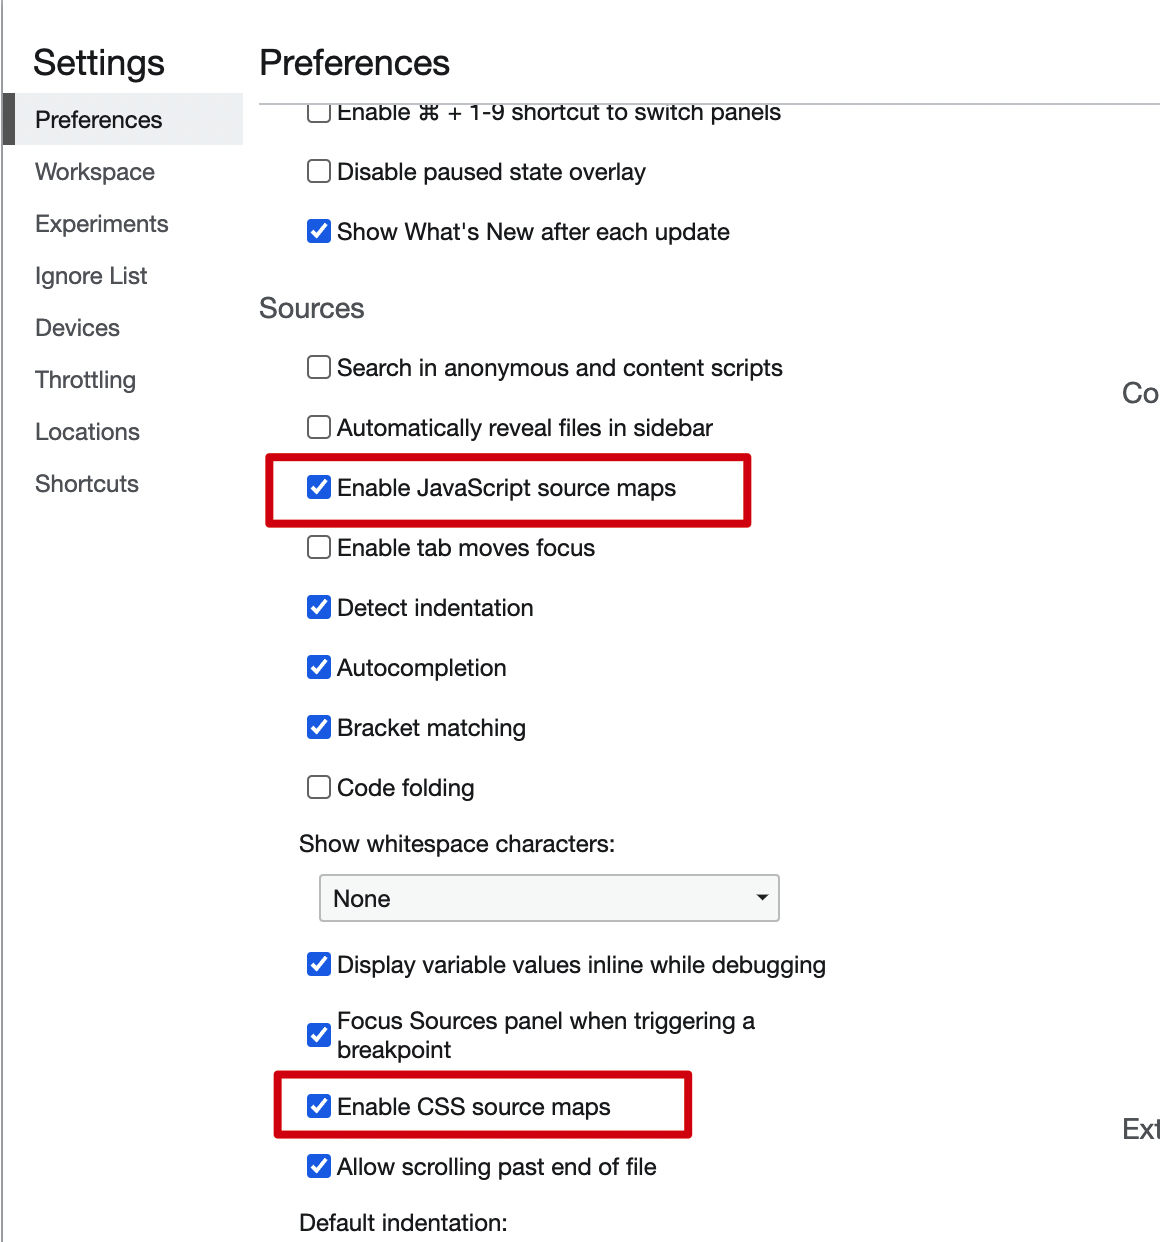 Settings
Preferences
Workspace
Experiments
Ignore List
Devices
Throttling
Locations
Shortcuts
Preferences
Enable ⌘ + 1-9 shortcut to switch panels
Disable paused state overlay
Show What's New after each update
Sources
Search in anonymous and content scripts
Automatically reveal files in sidebar
Enable JavaScript source maps
Enable tab moves focus
Detect indentation
Autocompletion
Bracket matching
Code folding
Show whitespace characters:
None
Display variable values inline while debugging
Focus Sources panel when triggering a
breakpoint
Enable CSS source maps
Allow scrolling past end of file
Default indentation:
Co
Ext